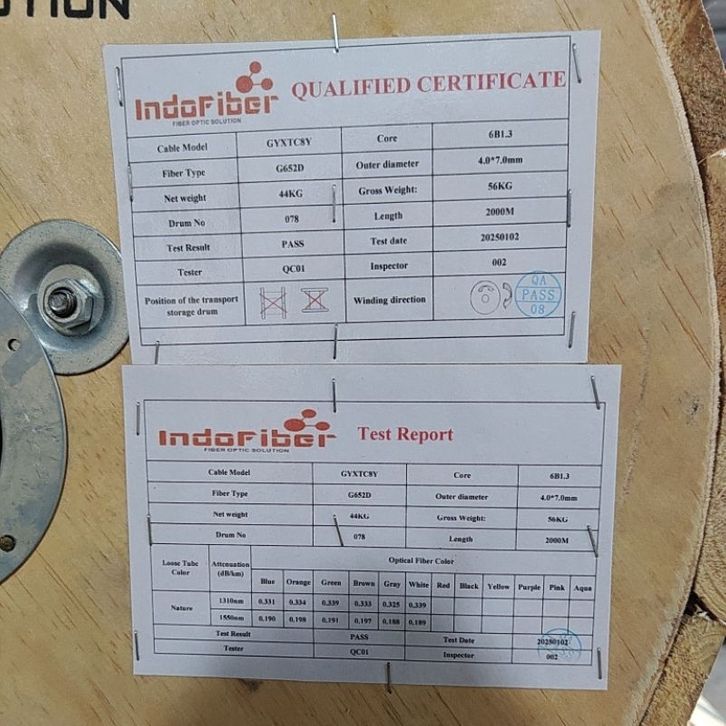 UTION
IndoFiber
FIBER OPTIC SOLUTION
QUALIFIED CERTIFICATE
Cable Model GYXTC8Y Core 6B1.3
Fiber Type G652D Outer diameter 4.0*7.0mm
Net weight 44KG Gross Weight: 56KG
Drum No 078 Length 2000M
Test Result PASS Test date 20250102
Tester QC01 Inspector 002
Position of the transport
storage drum
Winding direction
QA
PASS
08
IndoFiber
FIBER OPTIC SOLUTION
Test Report
Cable Model GYXTC8Y Core 6B1.3
Fiber Type G652D Outer diameter 4.0*7.0mm
Net weight 44KG Gross Weight: 56KG
Drum No 078 Length 2000M
Loose Tube
Color
Attenuation
(dB/km)
Optical Fiber Color
Blue Orange Green Brown Gray White Red Black Yellow Purple Pink Aqua
Nature
1310nm 0.331 0.334 0.339 0.333 0.325 0.339
1550nm 0.190 0.198 0.191 0.197 0.188 0.189
Test Result PASS Test Date 20250102
Tester QC01 Inspector 002